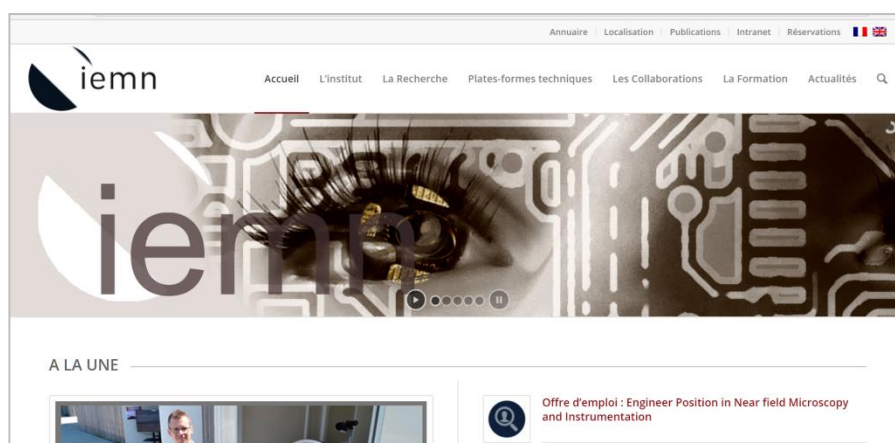 Annuaire Localisation Publications Intranet Réservations
iemn
Accueil L'institut La Recherche Plates-formes techniques Les Collaborations La Formation Actualités
iemn
A LA UNE
Offre d'emploi : Engineer Position in Near field Microscopy
and Instrumentation